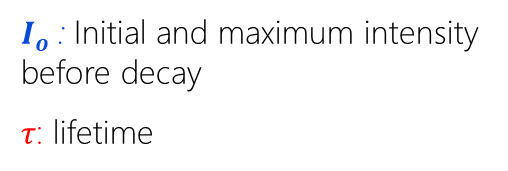 I₀ : Initial and maximum intensity
before decay
τ: lifetime